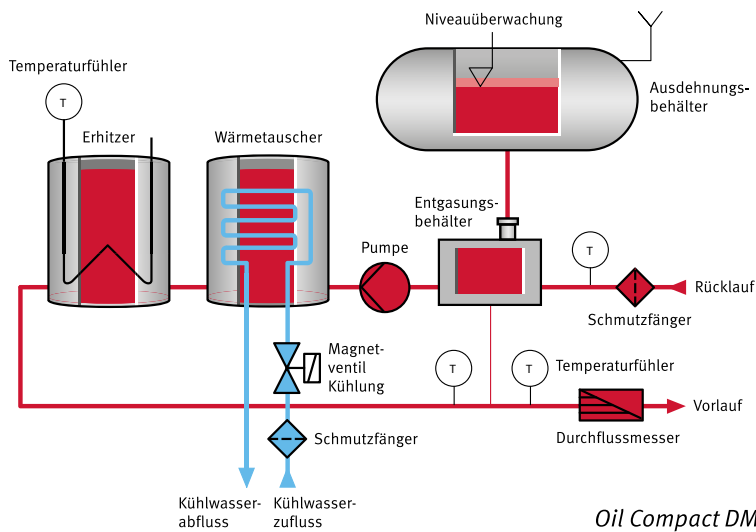 Niveauüberwachung
Temperaturfühler
T
Ausdehnungs-
behälter
Erhitzer
Wärmetauscher
Entgasungs-
behälter
Pumpe
T
Rücklauf
Schmutzfänger
Magnet-
ventil
Kühlung
T
T
Temperaturfühler
Vorlauf
Durchflussmesser
Schmutzfänger
Kühlwasser-
abfluss
Kühlwasser-
zufluss
Oil Compact DM